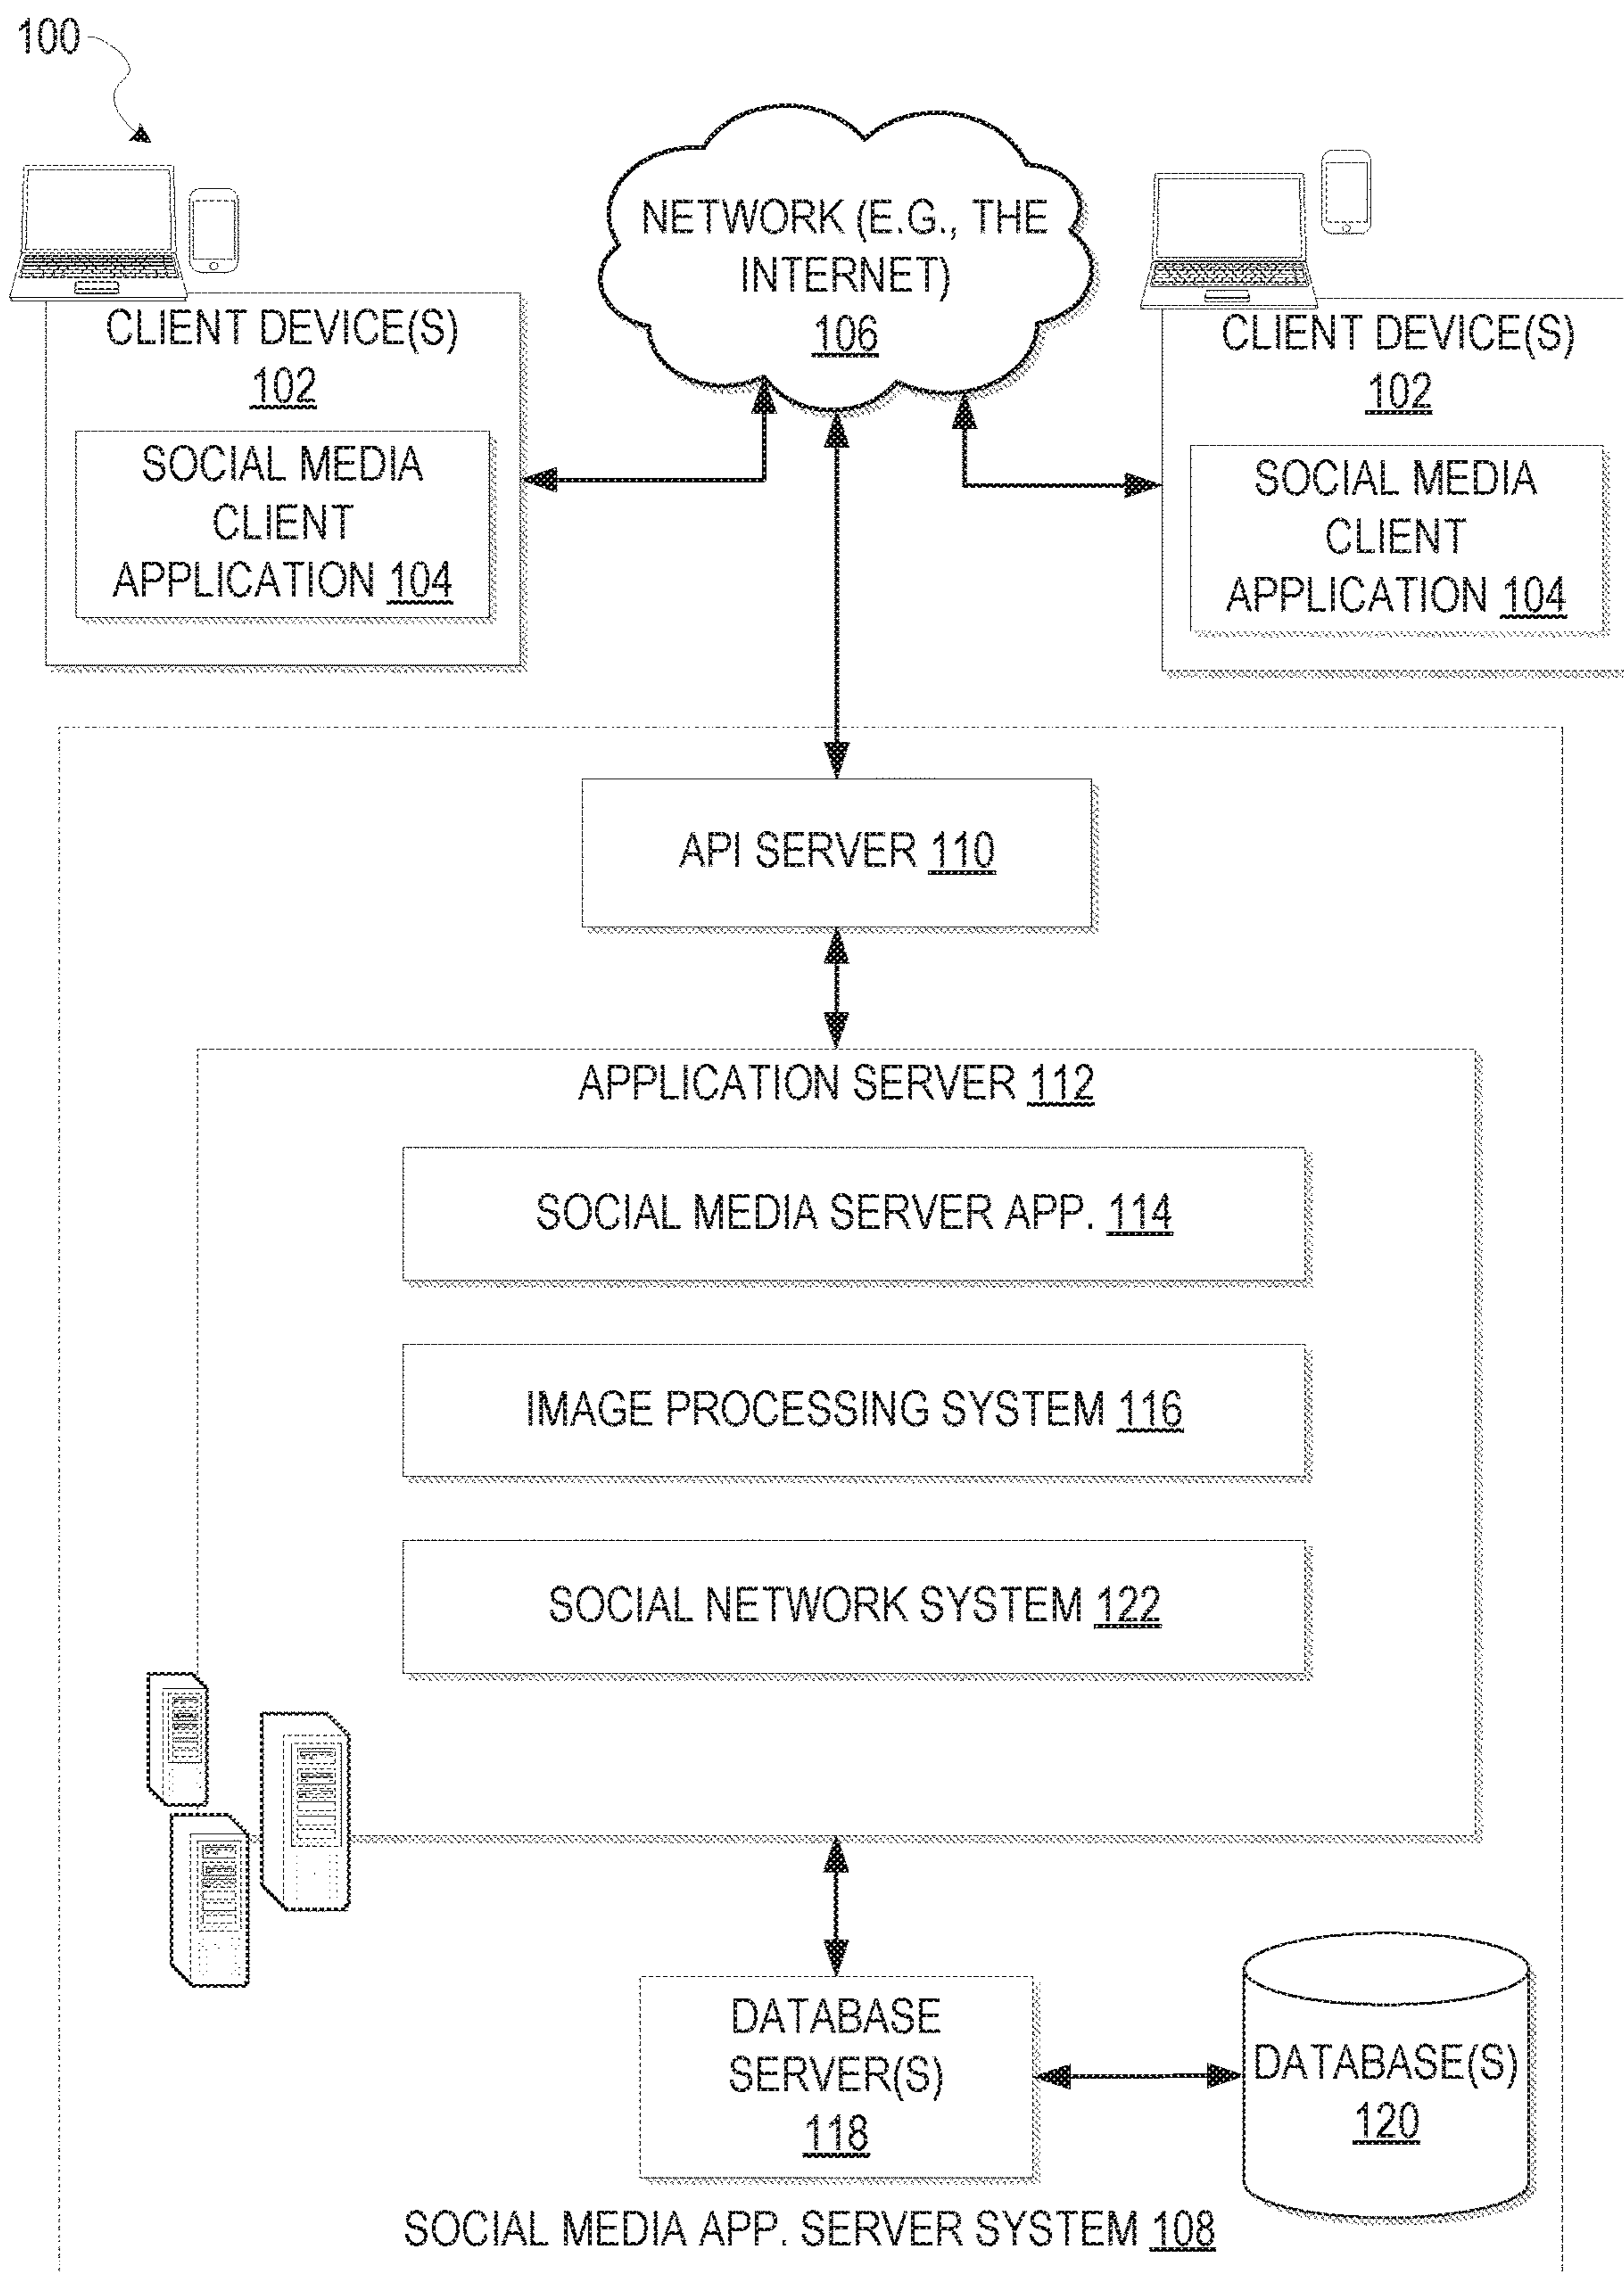 100
NETWORK (E.G., THE
INTERNET)
106
CLIENT DEVICE(S)
102
SOCIAL MEDIA
CLIENT
APPLICATION 104
CLIENT DEVICE(S)
102
SOCIAL MEDIA
CLIENT
APPLICATION 104
API SERVER 110
APPLICATION SERVER 112
SOCIAL MEDIA SERVER APP. 114
IMAGE PROCESSING SYSTEM 116
SOCIAL NETWORK SYSTEM 122
DATABASE
SERVER(S)
118
DATABASE(S)
120
SOCIAL MEDIA APP. SERVER SYSTEM 108